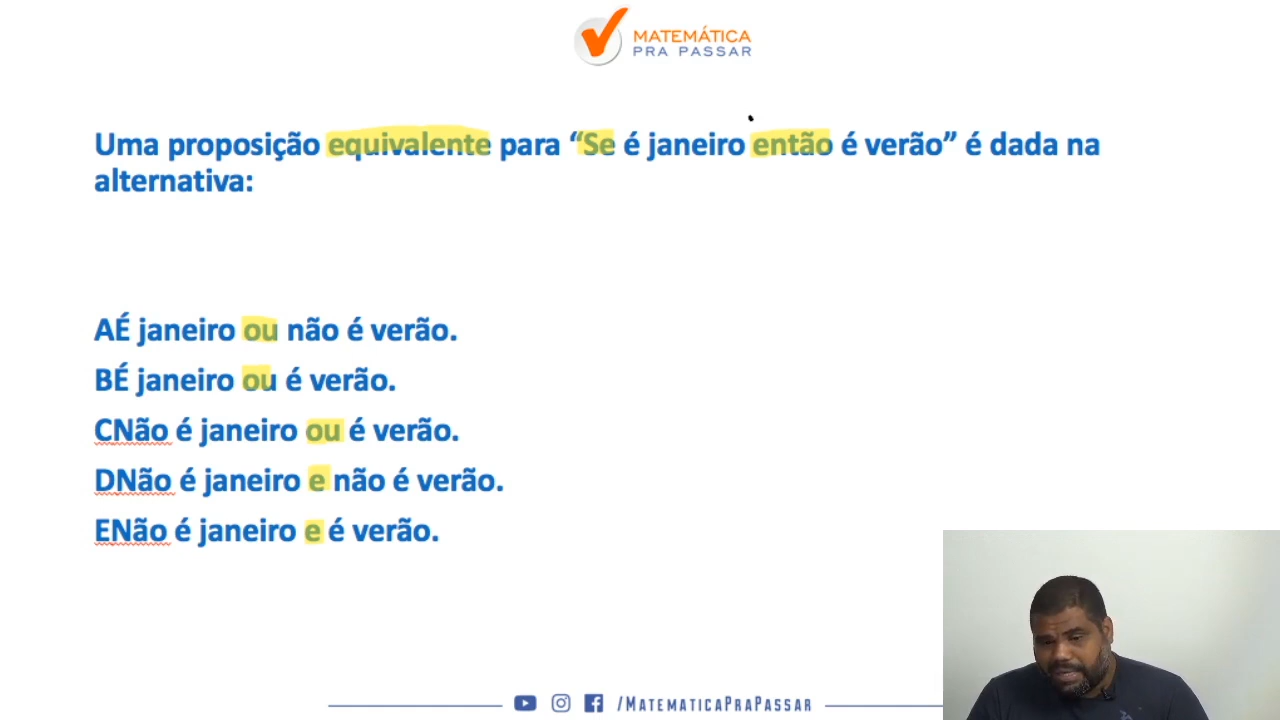 MATEMÁTICA
PRA PASSAR
Uma proposição equivalente para “Se é janeiro então é verão” é dada na
alternativa:
AÉ janeiro ou não é verão.
BÉ janeiro ou é verão.
CNão é janeiro ou é verão.
DNão é janeiro e não é verão.
ENão é janeiro e é verão.
/MATEMATICAPRAPASSAR